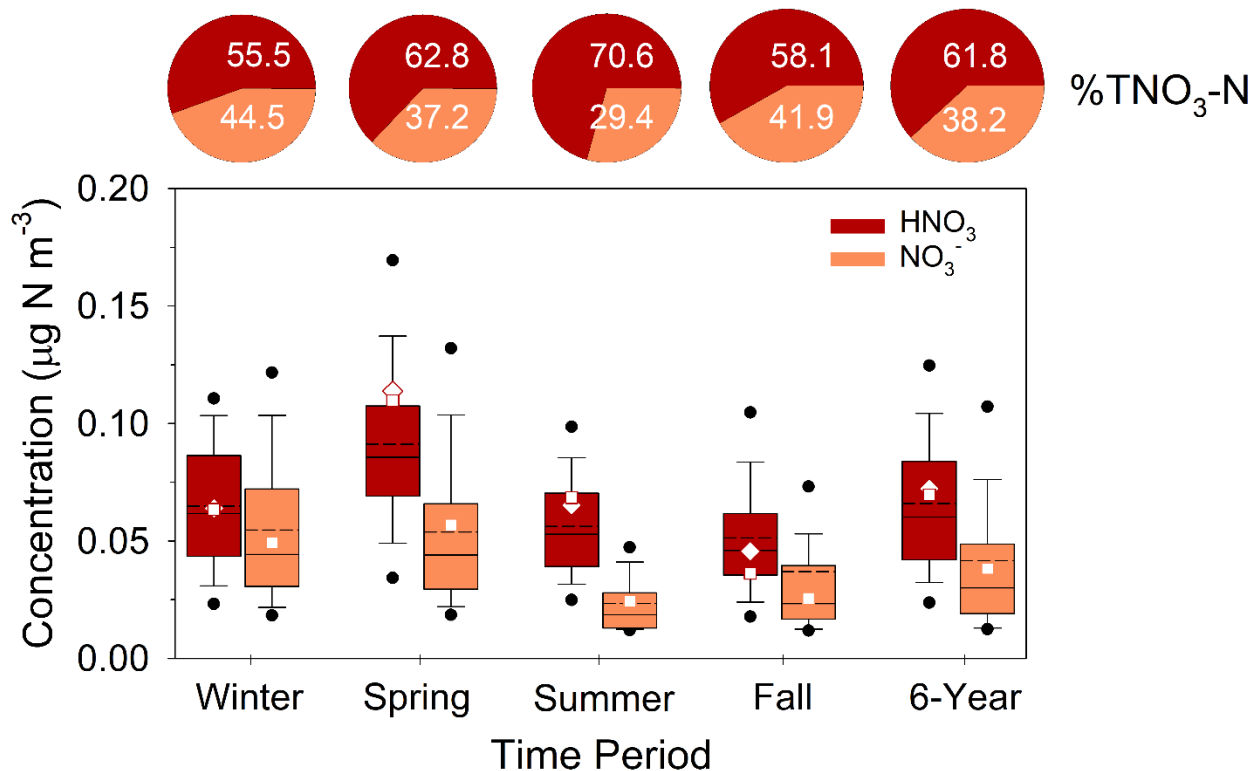 55.5 62.8 70.6 58.1 61.8
%TNO₃-N
44.5 37.2 29.4 41.9 38.2
0.20
HNO₃
NO₃⁻
0.15
0.10
0.05
0.00
Concentration (μg N m⁻³)
Winter Spring Summer Fall 6-Year
Time Period